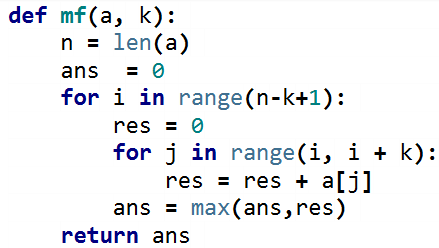 def mf(a, k):
    n = len(a)
    ans  = 0
    for i in range(n-k+1):
        res = 0
        for j in range(i, i + k):
            res = res + a[j]
        ans = max(ans,res)
    return ans